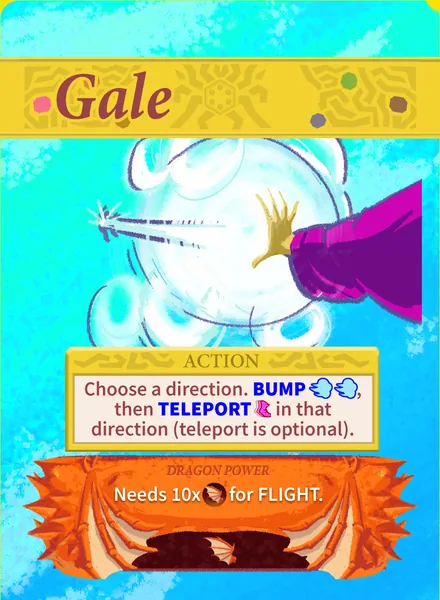 Gale
ACTION
Choose a direction. BUMP,
then TELEPORT in that
direction (teleport is optional).
DRAGON POWER
Needs 10x for FLIGHT.